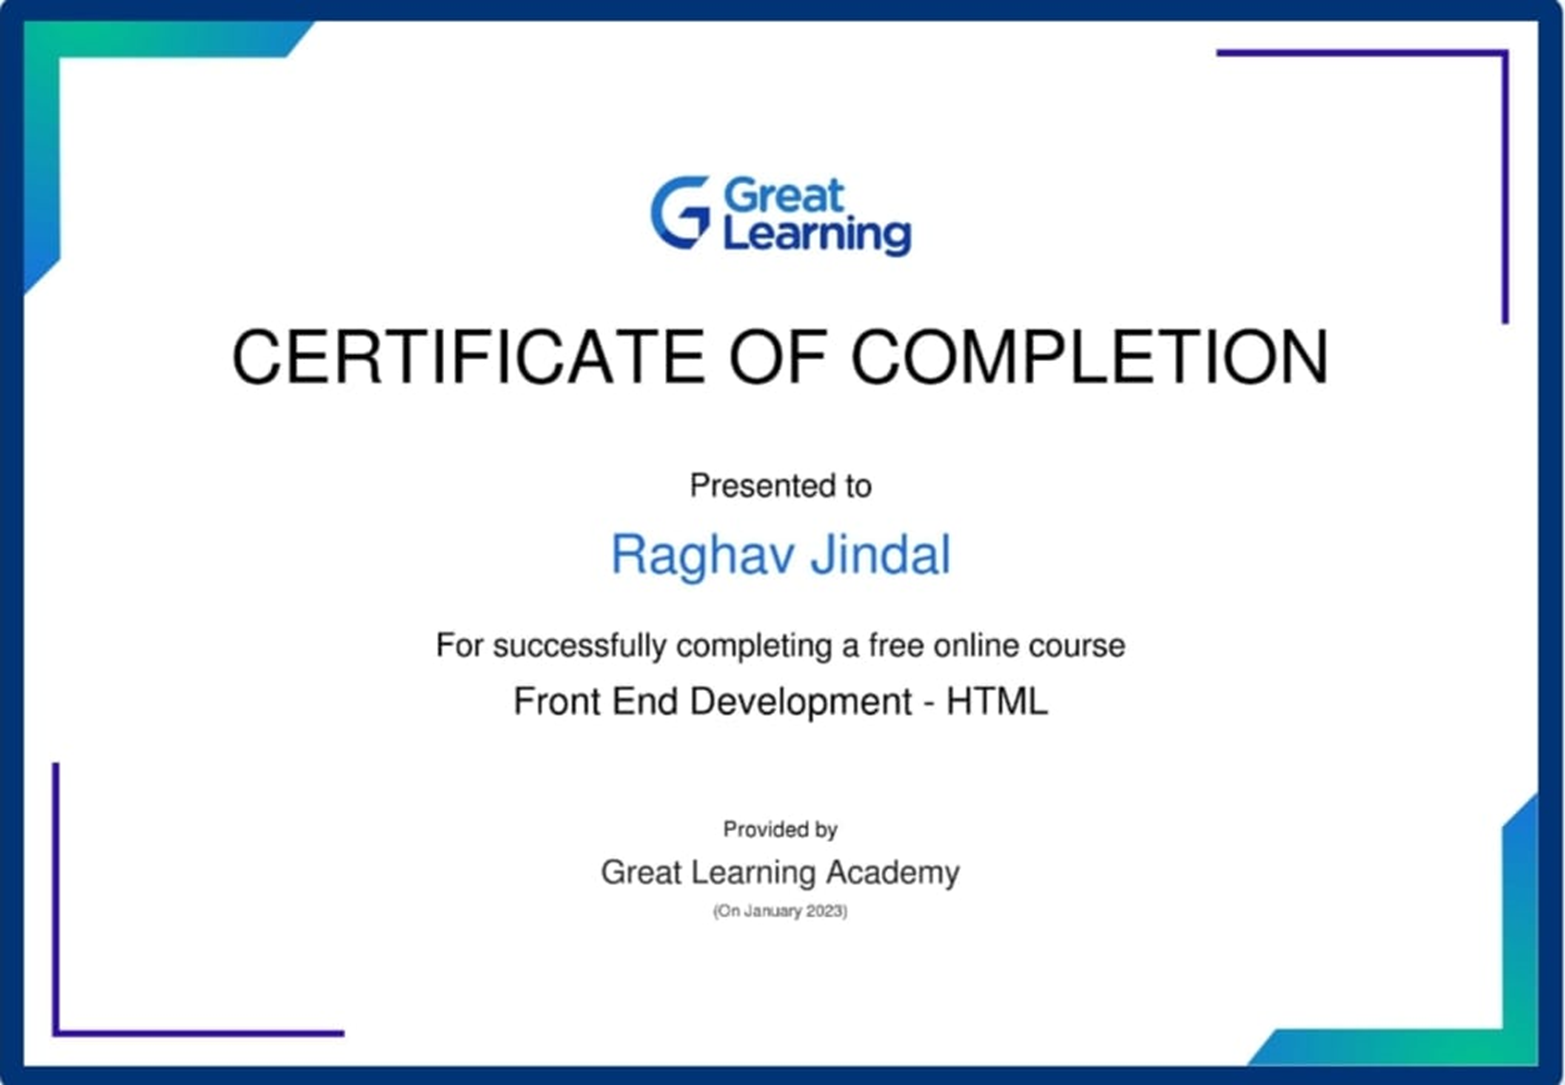 Great
Learning
CERTIFICATE OF COMPLETION
Presented to
Raghav Jindal
For successfully completing a free online course
Front End Development - HTML
Provided by
Great Learning Academy
(On January 2023)